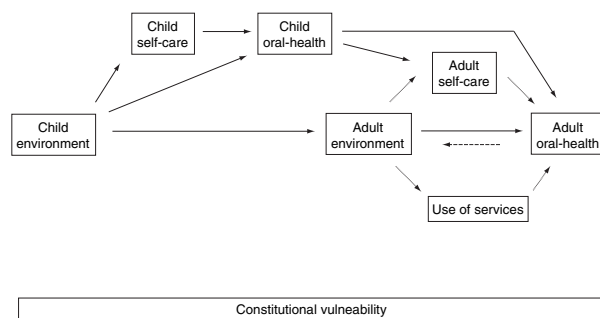 Child
self-care
Child
oral-health
Adult
self-care
Child
environment
Adult
environment
Adult
oral-health
Use of services
Constitutional vulneability